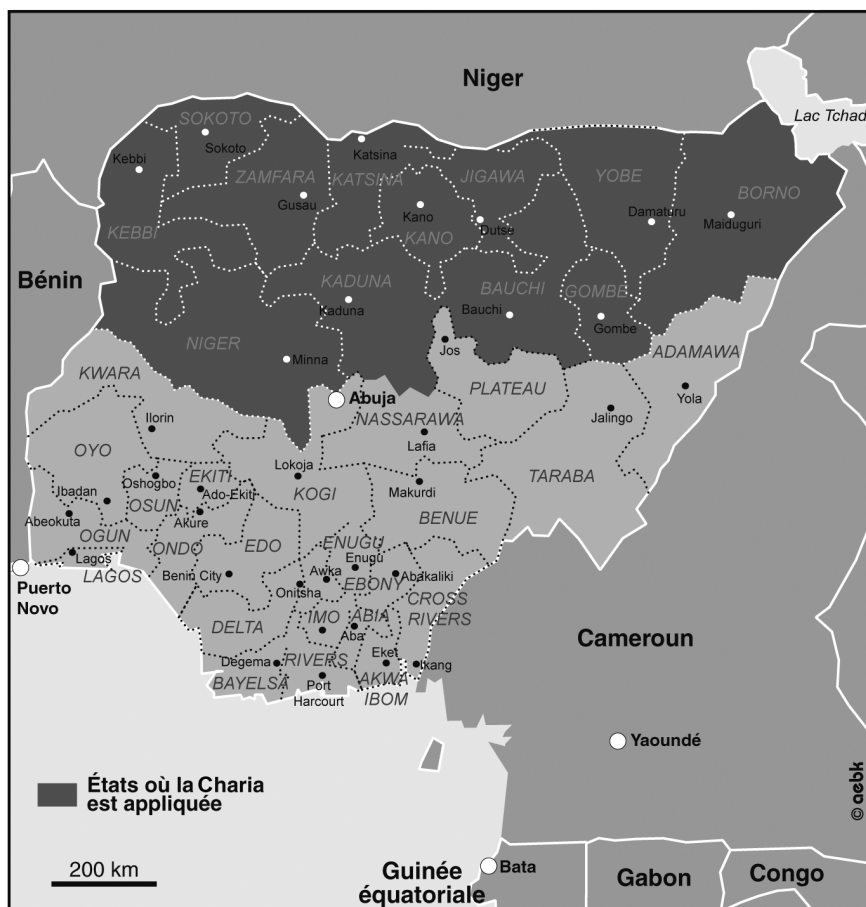 Niger
Lac Tchad
SOKOTO
Sokoto
Kebbi
Katsina
ZAMFARA
KATSINA
JIGAWA
YOBE
BORNO
Gusau
Kano
Dutse
Damaturu
Maiduguri
KEBBI
KANO
Bénin
KADUNA
Kaduna
BAUCHI
Bauchi
GOMBE
Gombe
NIGER
Minna
Jos
ADAMAWA
KWARA
Abuja
PLATEAU
Yola
Ilorin
NASSARAWA
Jalingo
Lafia
OYO
Lokoja
Oshogbo
EKITI
Ado-Ekiti
KOGI
Makurdi
TARABA
Ibadan
OSUN
Abeokuta
Akure
BENUE
OGUN
ONDO
EDO
ENUGU
Lagos
Enugu
LAGOS
Puerto
Novo
Benin City
Awka
Onitsha
EBONY
Abakaliki
CROSS
RIVERS
IMO
ABIA
DELTA
Aba
Cameroun
Degema
RIVERS
Eket
Ikang
BAYELSA
Port
Harcourt
AKWA
IBOM
Yaoundé
États où la Charia
est appliquée
© aebk
200 km
Guinée
équatoriale
Bata
Gabon
Congo